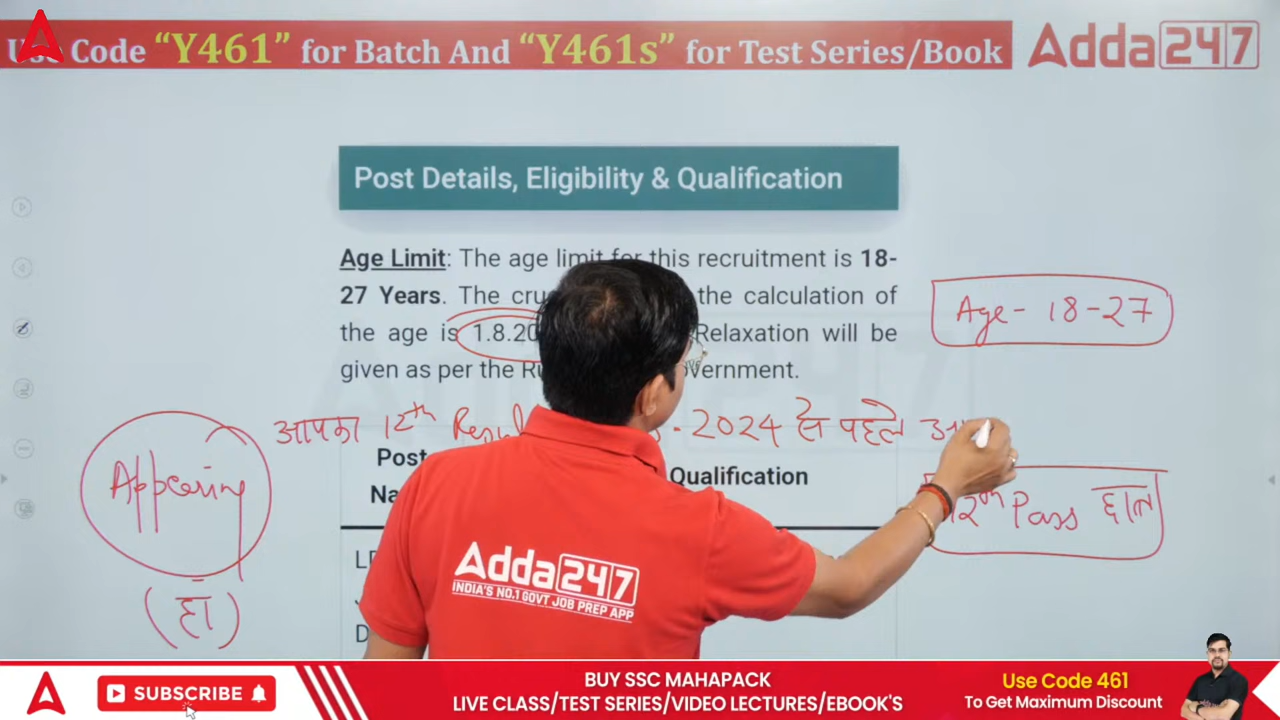 Use Code “Y461” for Batch And “Y461s” for Test Series/Book
Adda247
Post Details, Eligibility & Qualification
Age Limit: The age limit for this recruitment is 18-
27 Years. The the calculation of
the age is 1.8.20 Relaxation will be
given as per the
Age - 18-27
आपका 12th 2024 से पहले
Post
Qualification
Appearing
12th Pass
(हां)
Adda247
INDIA'S NO.1 GOVT JOB PREP APP
SUBSCRIBE
BUY SSC MAHAPACK
LIVE CLASS/TEST SERIES/VIDEO LECTURES/EBOOK'S
Use Code 461
To Get Maximum Discount